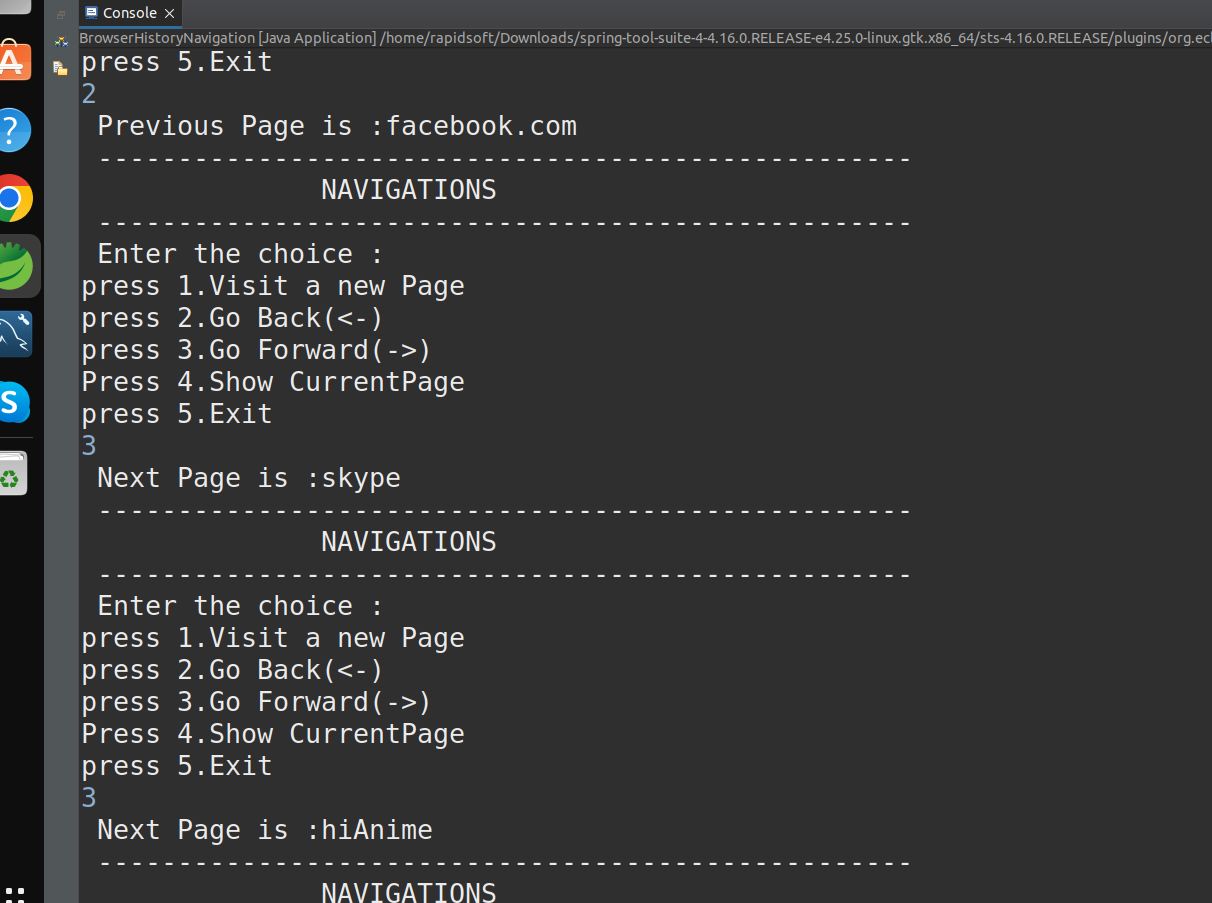 Console
BrowserHistoryNavigation [Java Application] /home/rapidsoft/Downloads/spring-tool-suite-4-4.16.0.RELEASE-e4.25.0-linux.gtk.x86_64/sts-4.16.0.RELEASE/plugins/org.ecl
press 5.Exit
2
Previous Page is :facebook.com
---------------------------------------------------
NAVIGATIONS
---------------------------------------------------
Enter the choice :
press 1.Visit a new Page
press 2.Go Back(<-)
press 3.Go Forward(->)
Press 4.Show CurrentPage
press 5.Exit
3
Next Page is :skype
---------------------------------------------------
NAVIGATIONS
---------------------------------------------------
Enter the choice :
press 1.Visit a new Page
press 2.Go Back(<-)
press 3.Go Forward(->)
Press 4.Show CurrentPage
press 5.Exit
3
Next Page is :hiAnime
---------------------------------------------------
NAVIGATIONS